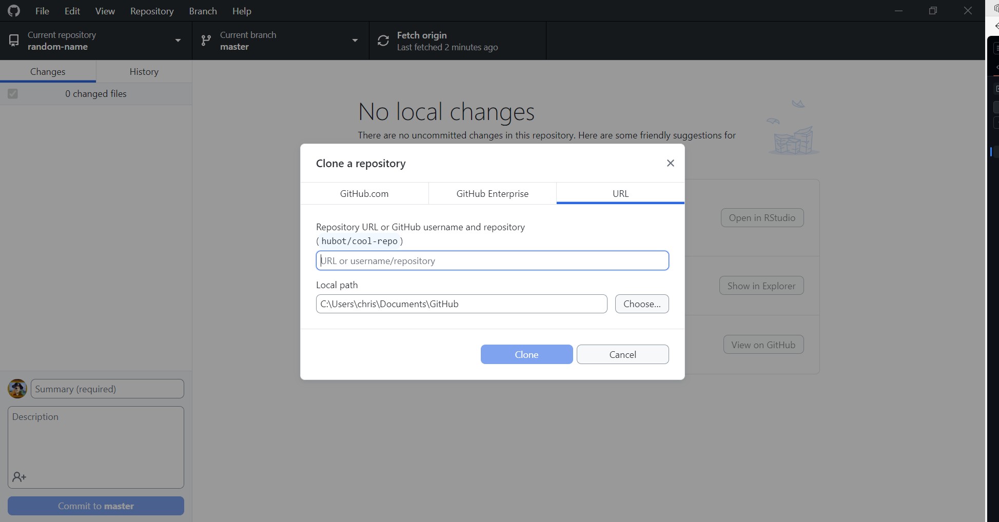 File Edit View Repository Branch Help
Current repository
random-name
Current branch
master
Fetch origin
Last fetched 2 minutes ago
Changes History
0 changed files
No local changes
There are no uncommitted changes in this repository. Here are some friendly suggestions for
Clone a repository
GitHub.com GitHub Enterprise URL
Repository URL or GitHub username and repository
(hubot/cool-repo)
URL or username/repository
Local path
C:\Users\chris\Documents\GitHub Choose...
Clone Cancel
Open in RStudio
Show in Explorer
View on GitHub
Summary (required)
Description
Commit to master